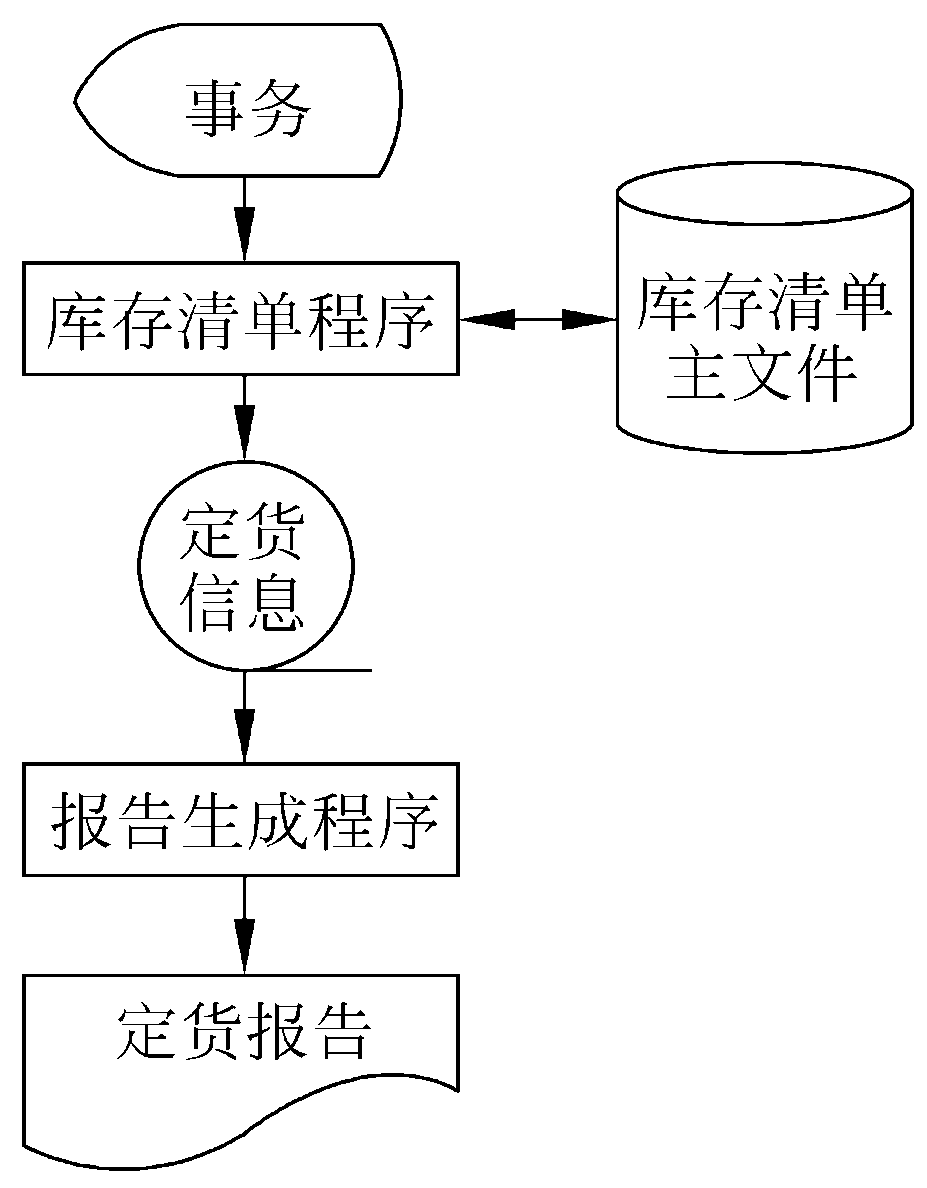 事务
库存清单程序
库存清单
主文件
定货
信息
报告生成程序
定货报告